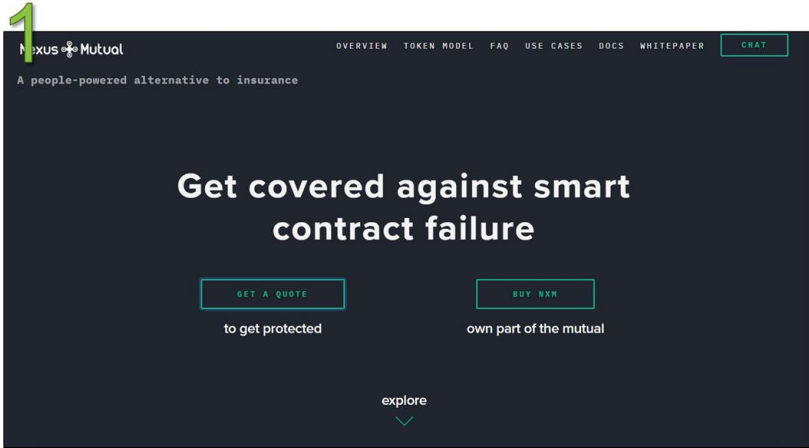 1
Nexus Mutual
OVERVIEW TOKEN MODEL FAQ USE CASES DOCS WHITEPAPER CHAT
A people-powered alternative to insurance
Get covered against smart
contract failure
GET A QUOTE BUY NXM
to get protected own part of the mutual
explore